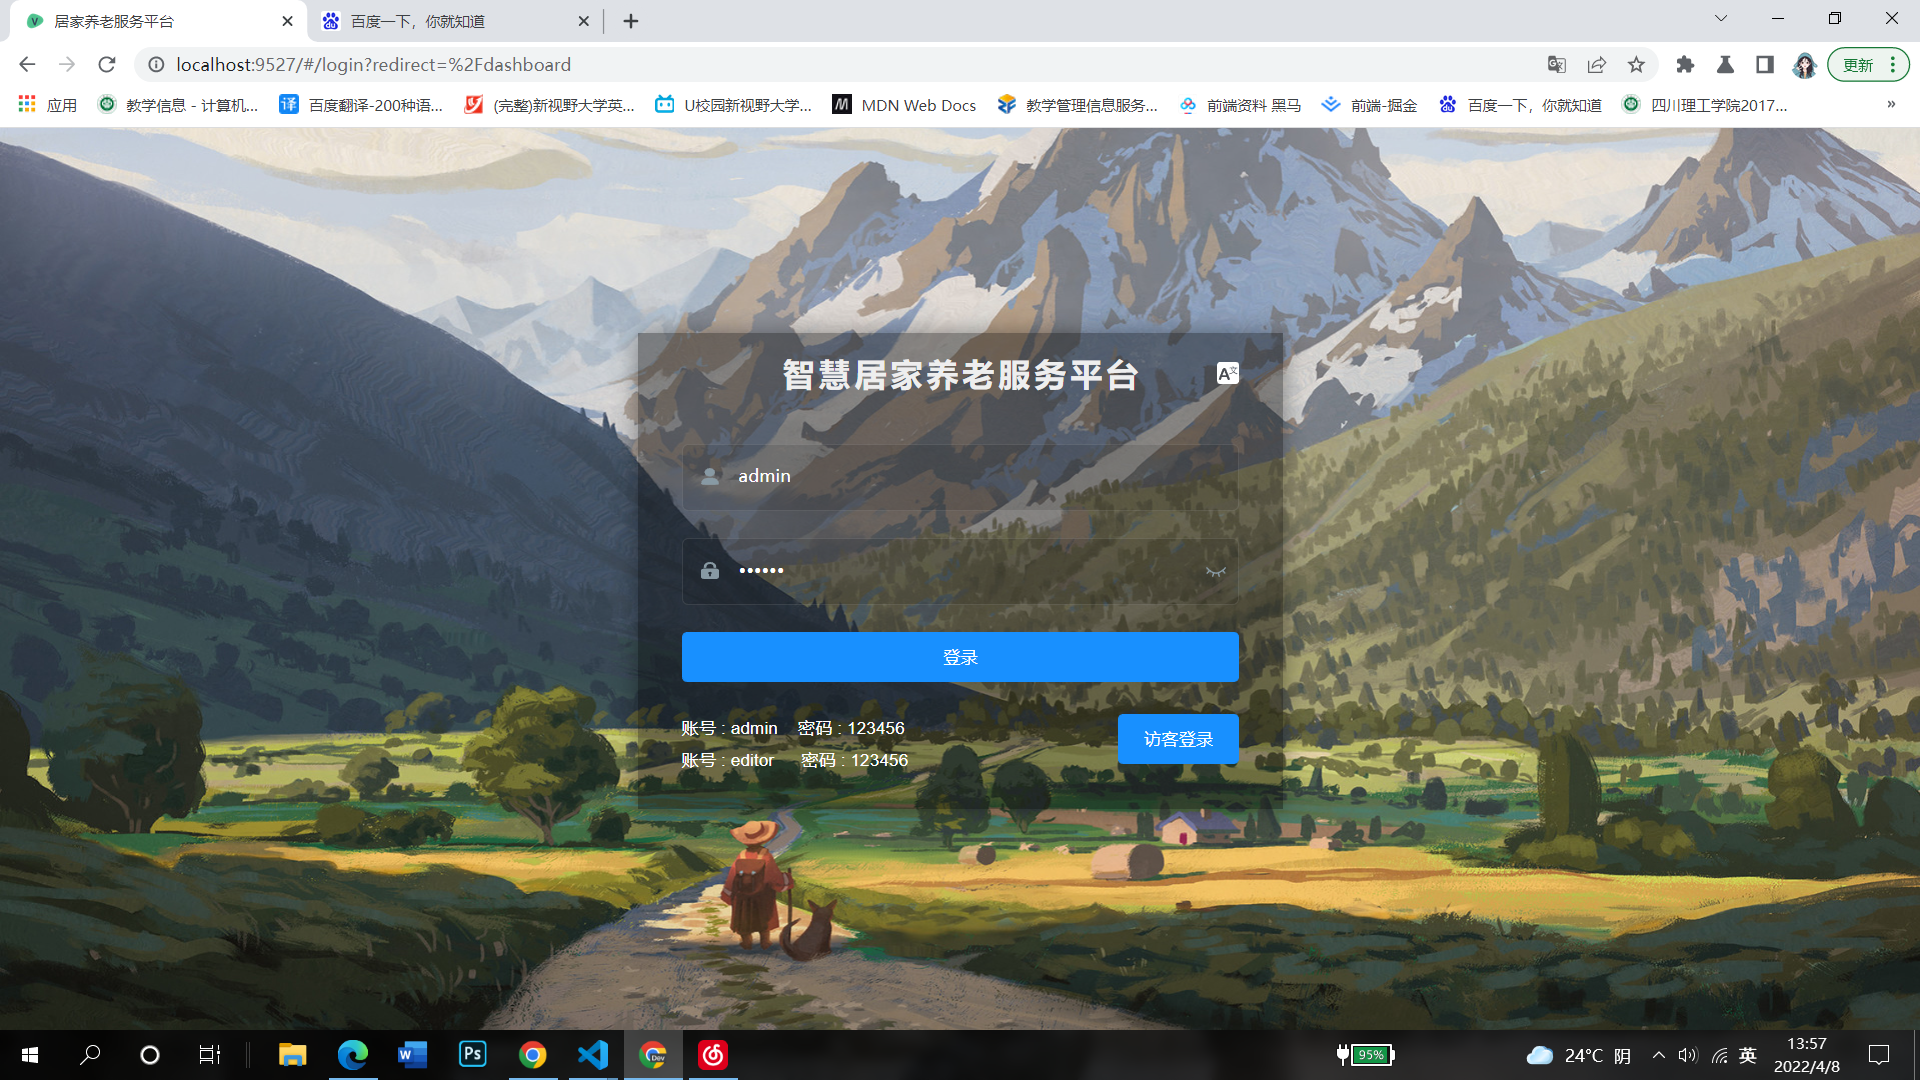 居家养老服务平台
百度一下，你就知道
localhost:9527/#/login?redirect=%2Fdashboard
更新
应用
教学信息 - 计算机...
译
百度翻译-200种语...
(完整)新视野大学英...
U校园新视野大学...
MDN Web Docs
教学管理信息服务...
前端资料 黑马
前端-掘金
百度一下，你就知道
四川理工学院2017...
»
智慧居家养老服务平台
A文
admin
••••••
登录
账号 : admin 密码 : 123456
账号 : editor 密码 : 123456
访客登录
Ps
Dev
95%
24°C 阴
英
13:57
2022/4/8